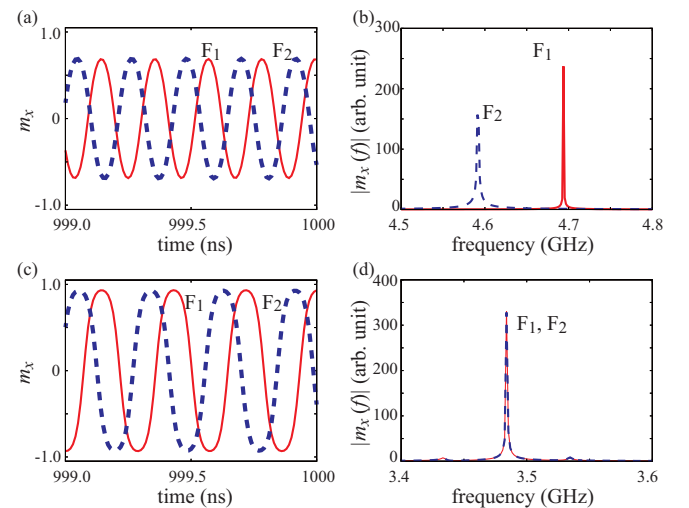 (a)
1.0
0
-1.0
mx
F1
F2
999.0
999.5
1000
time (ns)
(b)
300
200
100
0
|mx(f)| (arb. unit)
F1
F2
4.5
4.6
4.7
4.8
frequency (GHz)
(c)
1.0
0
-1.0
mx
F1
F2
999.0
999.5
1000
time (ns)
(d)
400
300
200
100
0
|mx(f)| (arb. unit)
F1, F2
3.4
3.5
3.6
frequency (GHz)